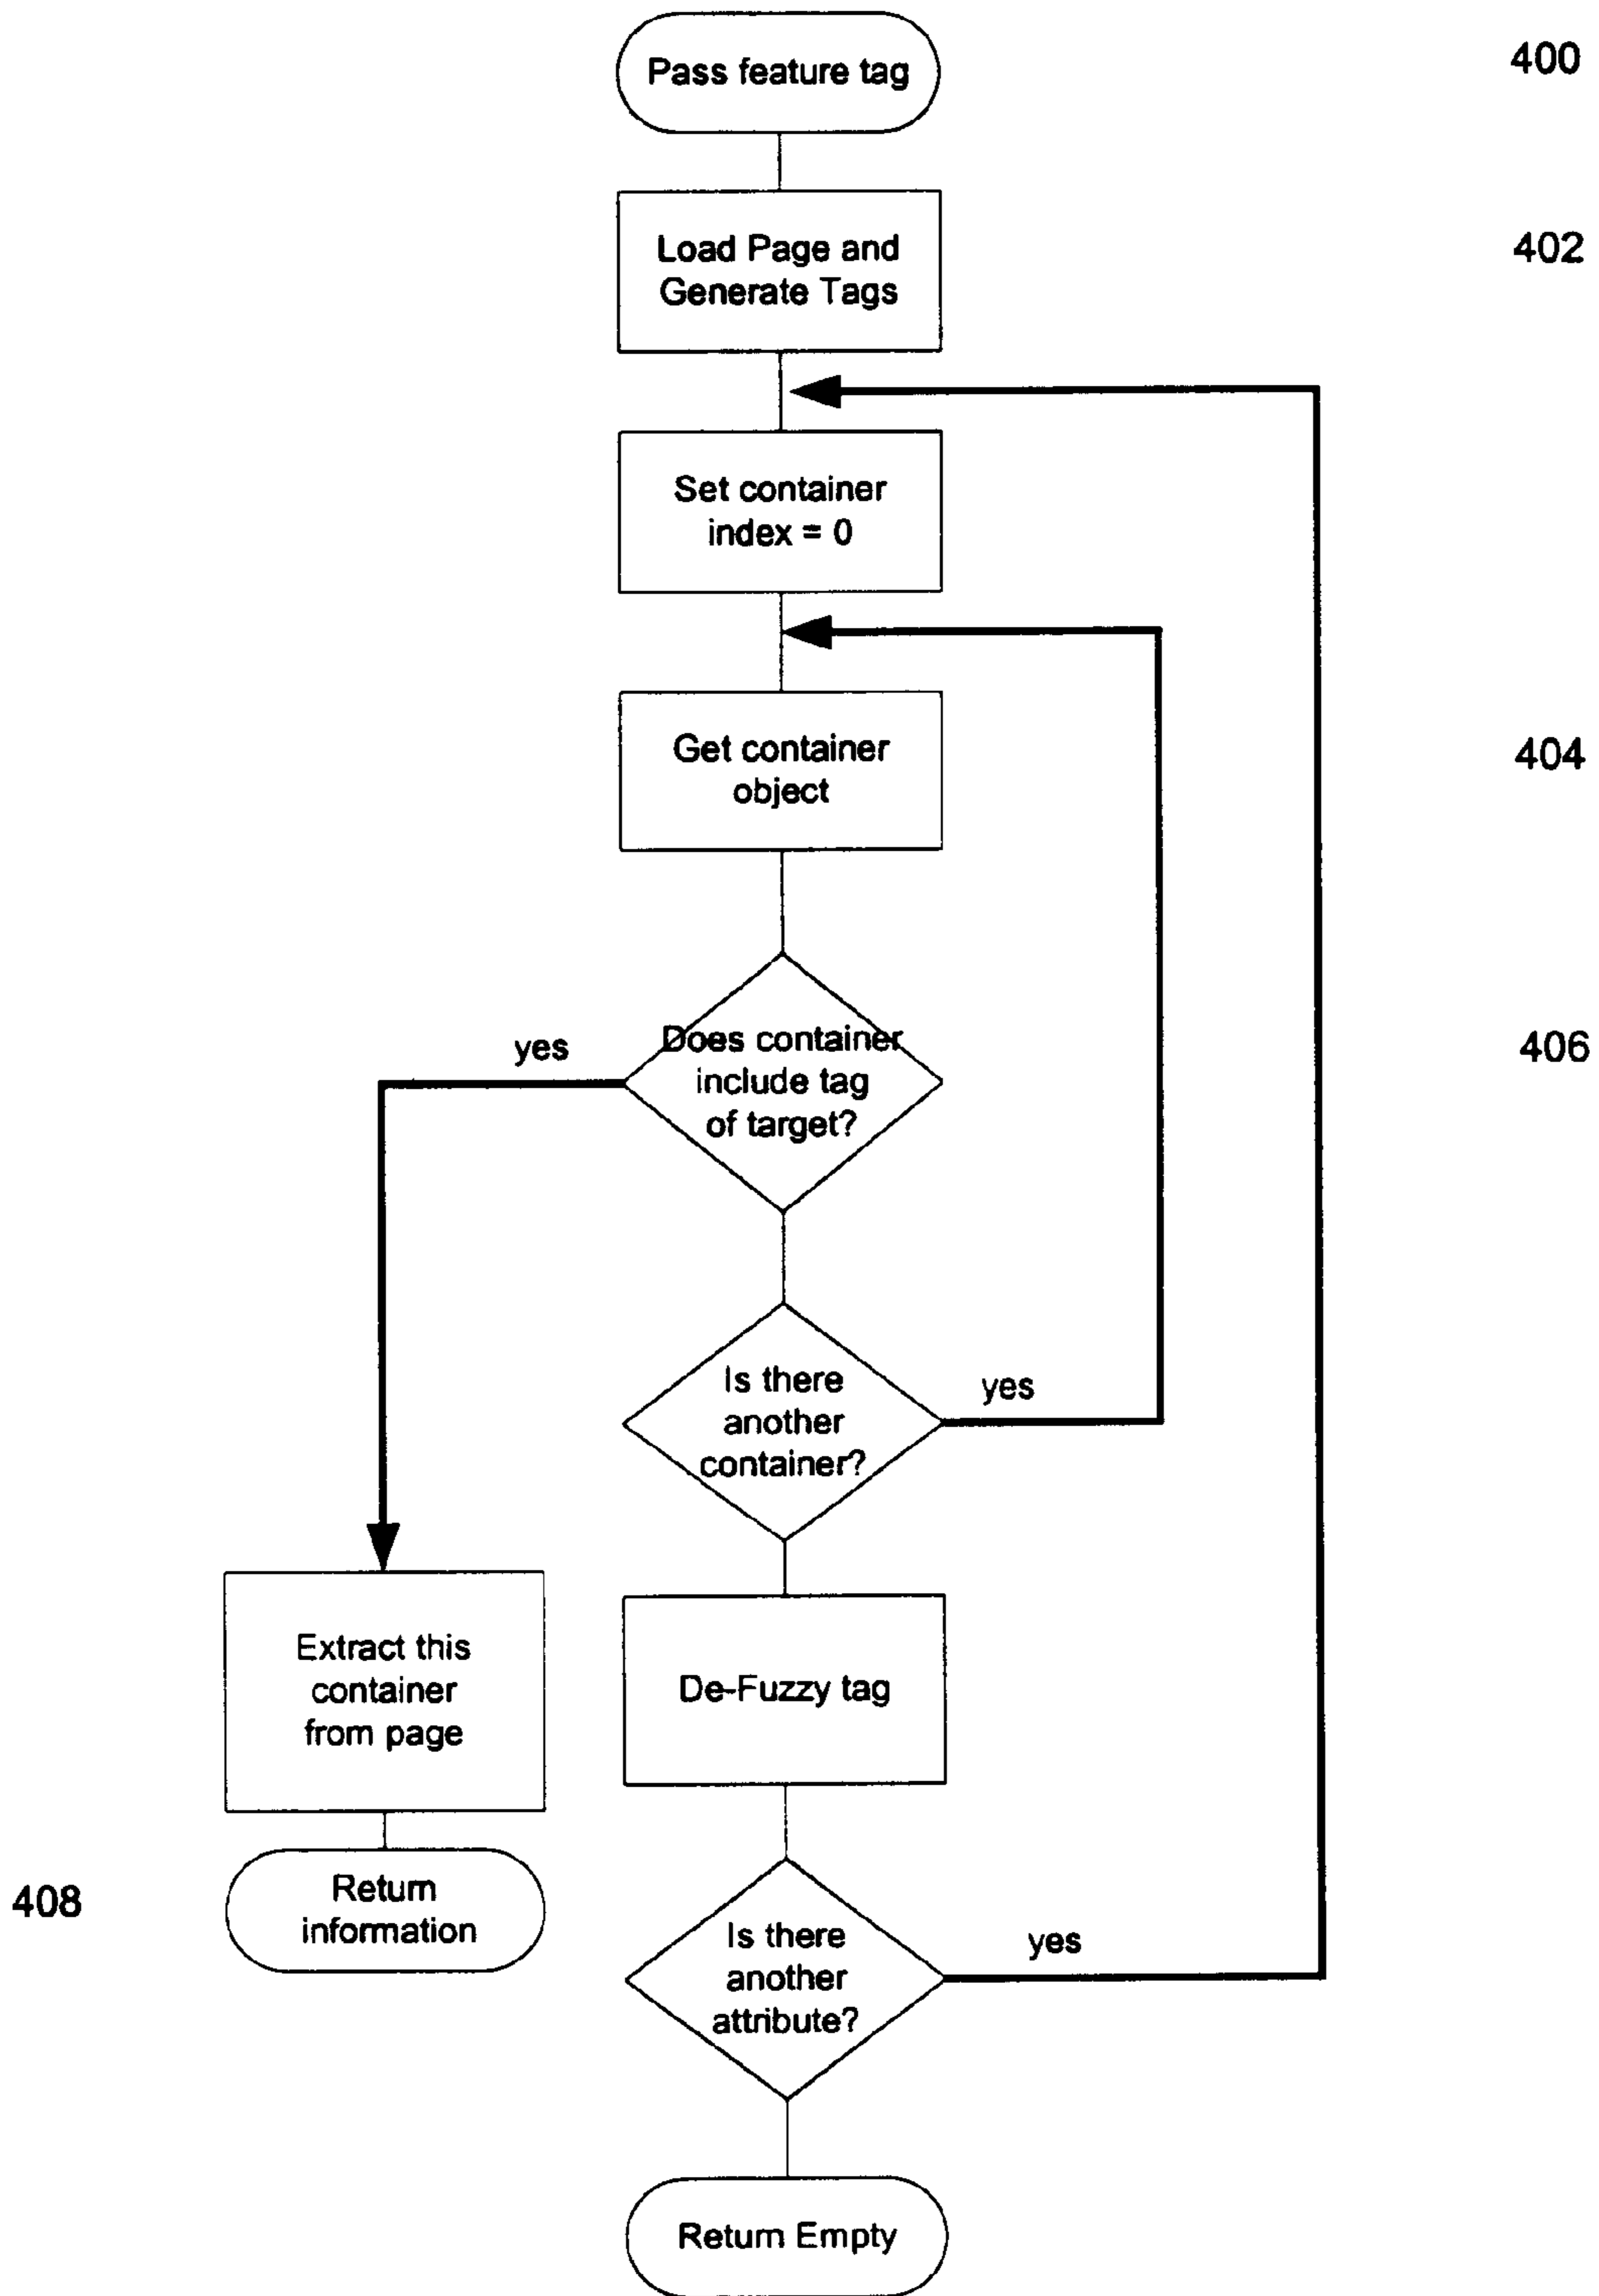 Pass feature tag
400
Load Page and
Generate Tags
402
Set container
index = 0
Get container
object
404
Does container
include tag
of target?
yes
406
Is there
another
container?
yes
Extract this
container
from page
De-Fuzzy tag
408
Return
information
Is there
another
attribute?
yes
Return Empty